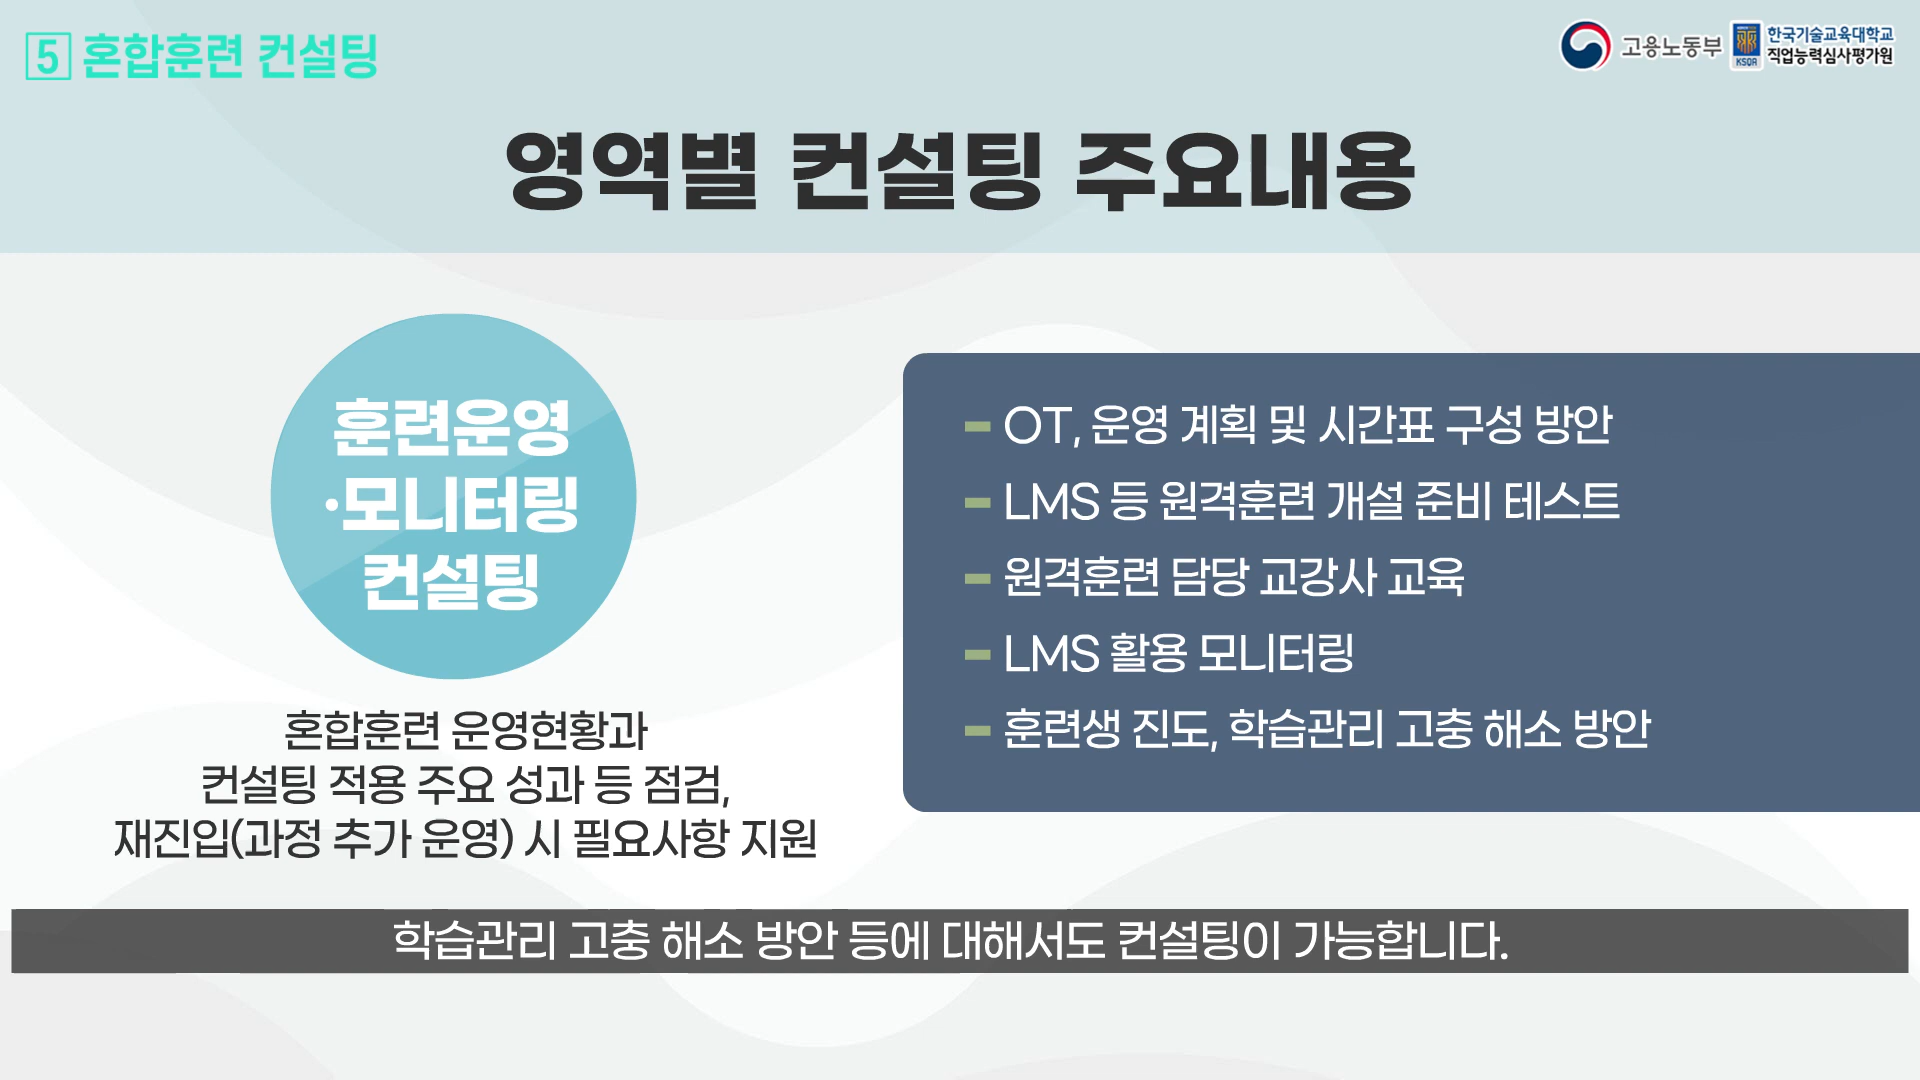 5 혼합훈련 컨설팅
고용노동부
KSQA
한국기술교육대학교
직업능력심사평가원
영역별 컨설팅 주요내용
훈련운영
·모니터링
컨설팅
혼합훈련 운영현황과
컨설팅 적용 주요 성과 등 점검,
재진입(과정 추가 운영) 시 필요사항 지원
- OT, 운영 계획 및 시간표 구성 방안
- LMS 등 원격훈련 개설 준비 테스트
- 원격훈련 담당 교강사 교육
- LMS 활용 모니터링
- 훈련생 진도, 학습관리 고충 해소 방안
학습관리 고충 해소 방안 등에 대해서도 컨설팅이 가능합니다.